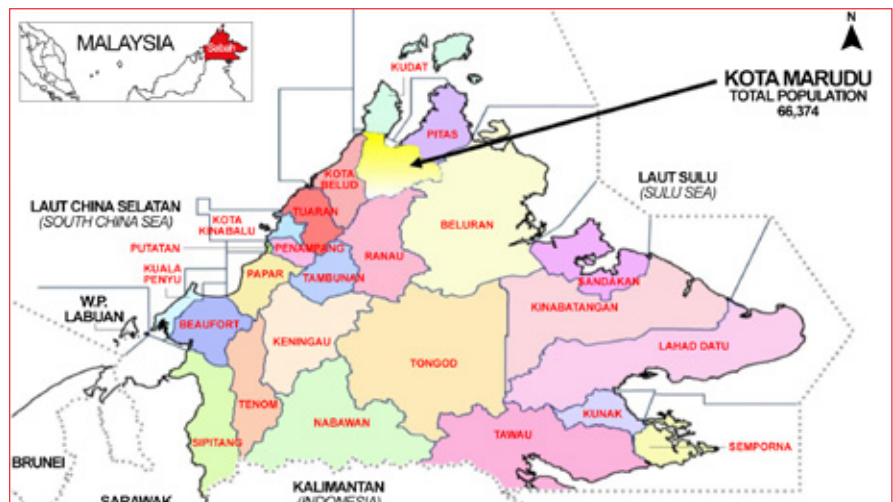 MALAYSIA
Sabah
N
KUDAT
KOTA MARUDU
TOTAL POPULATION
66,374
PITAS
KOTA
BELUD
LAUT SULU
(SULU SEA)
LAUT CHINA SELATAN
(SOUTH CHINA SEA)
TUARAN
KOTA
KINABALU
BELURAN
PUTATAN
PENAMPANG
RANAU
KUALA
PENYU
PAPAR
TAMBUNAN
SANDAKAN
KINABATANGAN
W.P.
LABUAN
BEAUFORT
KENINGAU
LAHAD DATU
TONGOD
TENOM
KUNAK
NABAWAN
TAWAU
SIPITANG
SEMPORNA
BRUNEI
KALIMANTAN
(INDONESIA)
SARAWAK